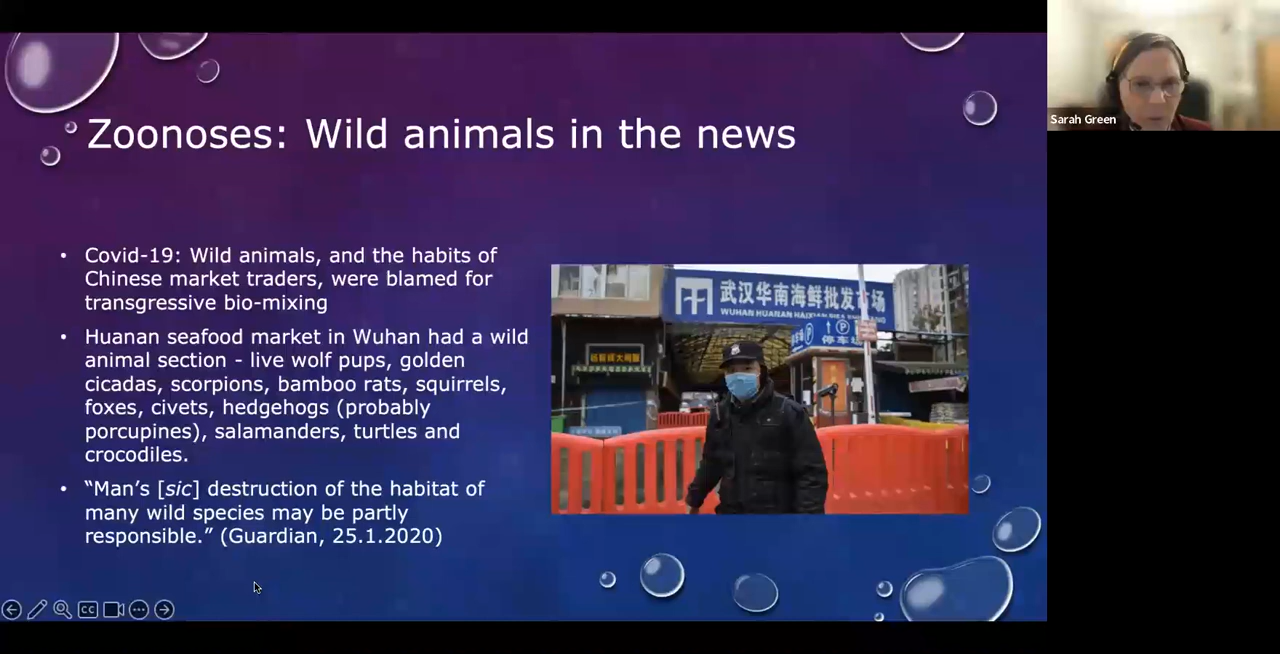 Zoonoses: Wild animals in the news
• Covid-19: Wild animals, and the habits of
Chinese market traders, were blamed for
transgressive bio-mixing
• Huanan seafood market in Wuhan had a wild
animal section - live wolf pups, golden
cicadas, scorpions, bamboo rats, squirrels,
foxes, civets, hedgehogs (probably
porcupines), salamanders, turtles and
crocodiles.
• “Man’s [sic] destruction of the habitat of
many wild species may be partly
responsible.” (Guardian, 25.1.2020)
武汉华南海鲜批发市场
WUHAN HUANAN
P
停车场
CC
Sarah Green